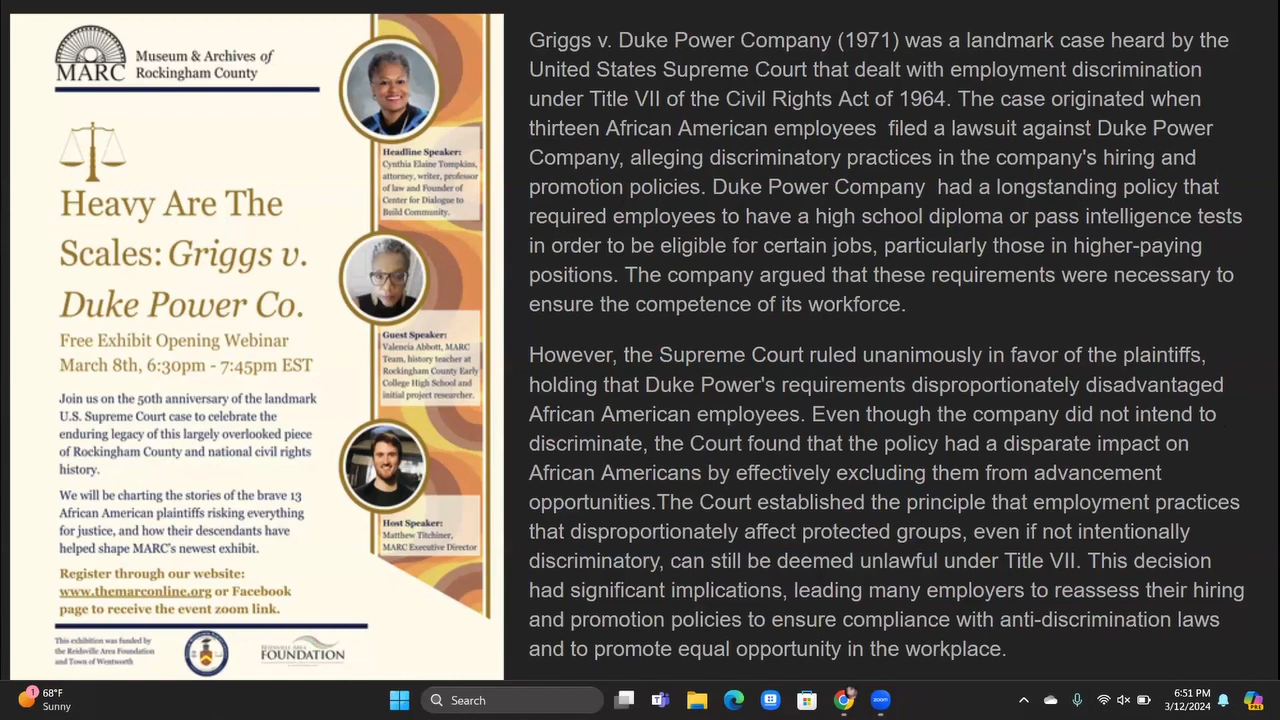 MARC
Museum & Archives of
Rockingham County
Heavy Are The
Scales: Griggs v.
Duke Power Co.
Free Exhibit Opening Webinar
March 8th, 6:30pm - 7:45pm EST
Join us on the 50th anniversary of the landmark
U.S. Supreme Court case to celebrate the
enduring legacy of this largely overlooked piece
of Rockingham County and national civil rights
history.
We will be charting the stories of the brave 13
African American plaintiffs risking everything
for justice, and how their descendants have
helped shape MARC's newest exhibit.
Register through our website:
www.themarconline.org or Facebook
page to receive the event zoom link.
This exhibition was funded by
the Reidsville Area Foundation
and Town of Wentworth
REIDSVILLE AREA
FOUNDATION
Headline Speaker:
Cynthia Elaine Tompkins,
attorney, writer, professor
of law and Founder of
Center for Dialogue to
Build Community.
Guest Speaker:
Valencia Abbott, MARC
Team, history teacher at
Rockingham County Early
College High School and
initial project researcher.
Host Speaker:
Matthew Titchiner,
MARC Executive Director
Griggs v. Duke Power Company (1971) was a landmark case heard by the
United States Supreme Court that dealt with employment discrimination
under Title VII of the Civil Rights Act of 1964. The case originated when
thirteen African American employees filed a lawsuit against Duke Power
Company, alleging discriminatory practices in the company's hiring and
promotion policies. Duke Power Company had a longstanding policy that
required employees to have a high school diploma or pass intelligence tests
in order to be eligible for certain jobs, particularly those in higher-paying
positions. The company argued that these requirements were necessary to
ensure the competence of its workforce.
However, the Supreme Court ruled unanimously in favor of the plaintiffs,
holding that Duke Power's requirements disproportionately disadvantaged
African American employees. Even though the company did not intend to
discriminate, the Court found that the policy had a disparate impact on
African Americans by effectively excluding them from advancement
opportunities. The Court established the principle that employment practices
that disproportionately affect protected groups, even if not intentionally
discriminatory, can still be deemed unlawful under Title VII. This decision
had significant implications, leading many employers to reassess their hiring
and promotion policies to ensure compliance with anti-discrimination laws
and to promote equal opportunity in the workplace.
1
68°F
Sunny
Search
zoom
6:51 PM
3/12/2024
PRE